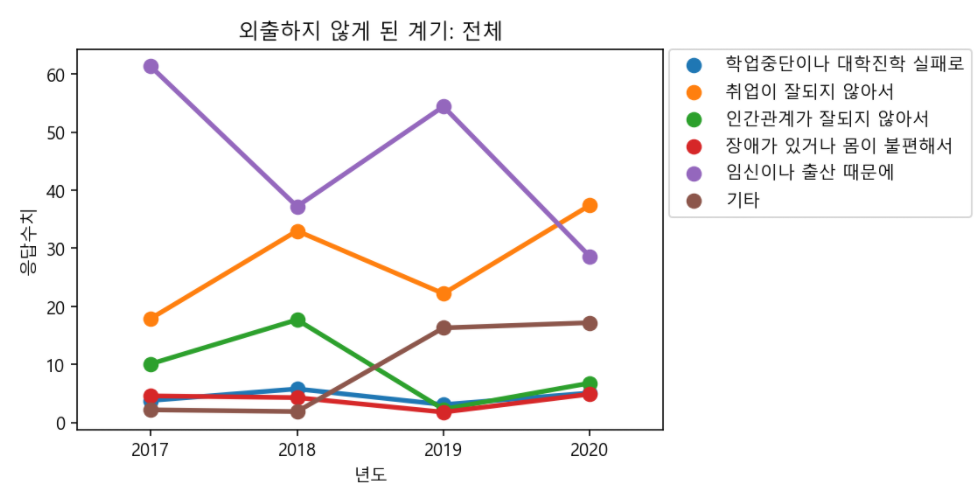 외출하지 않게 된 계기: 전체
60
50
40
30
20
10
0
응답수치
2017
2018
2019
2020
년도
학업중단이나 대학진학 실패로
취업이 잘되지 않아서
인간관계가 잘되지 않아서
장애가 있거나 몸이 불편해서
임신이나 출산 때문에
기타